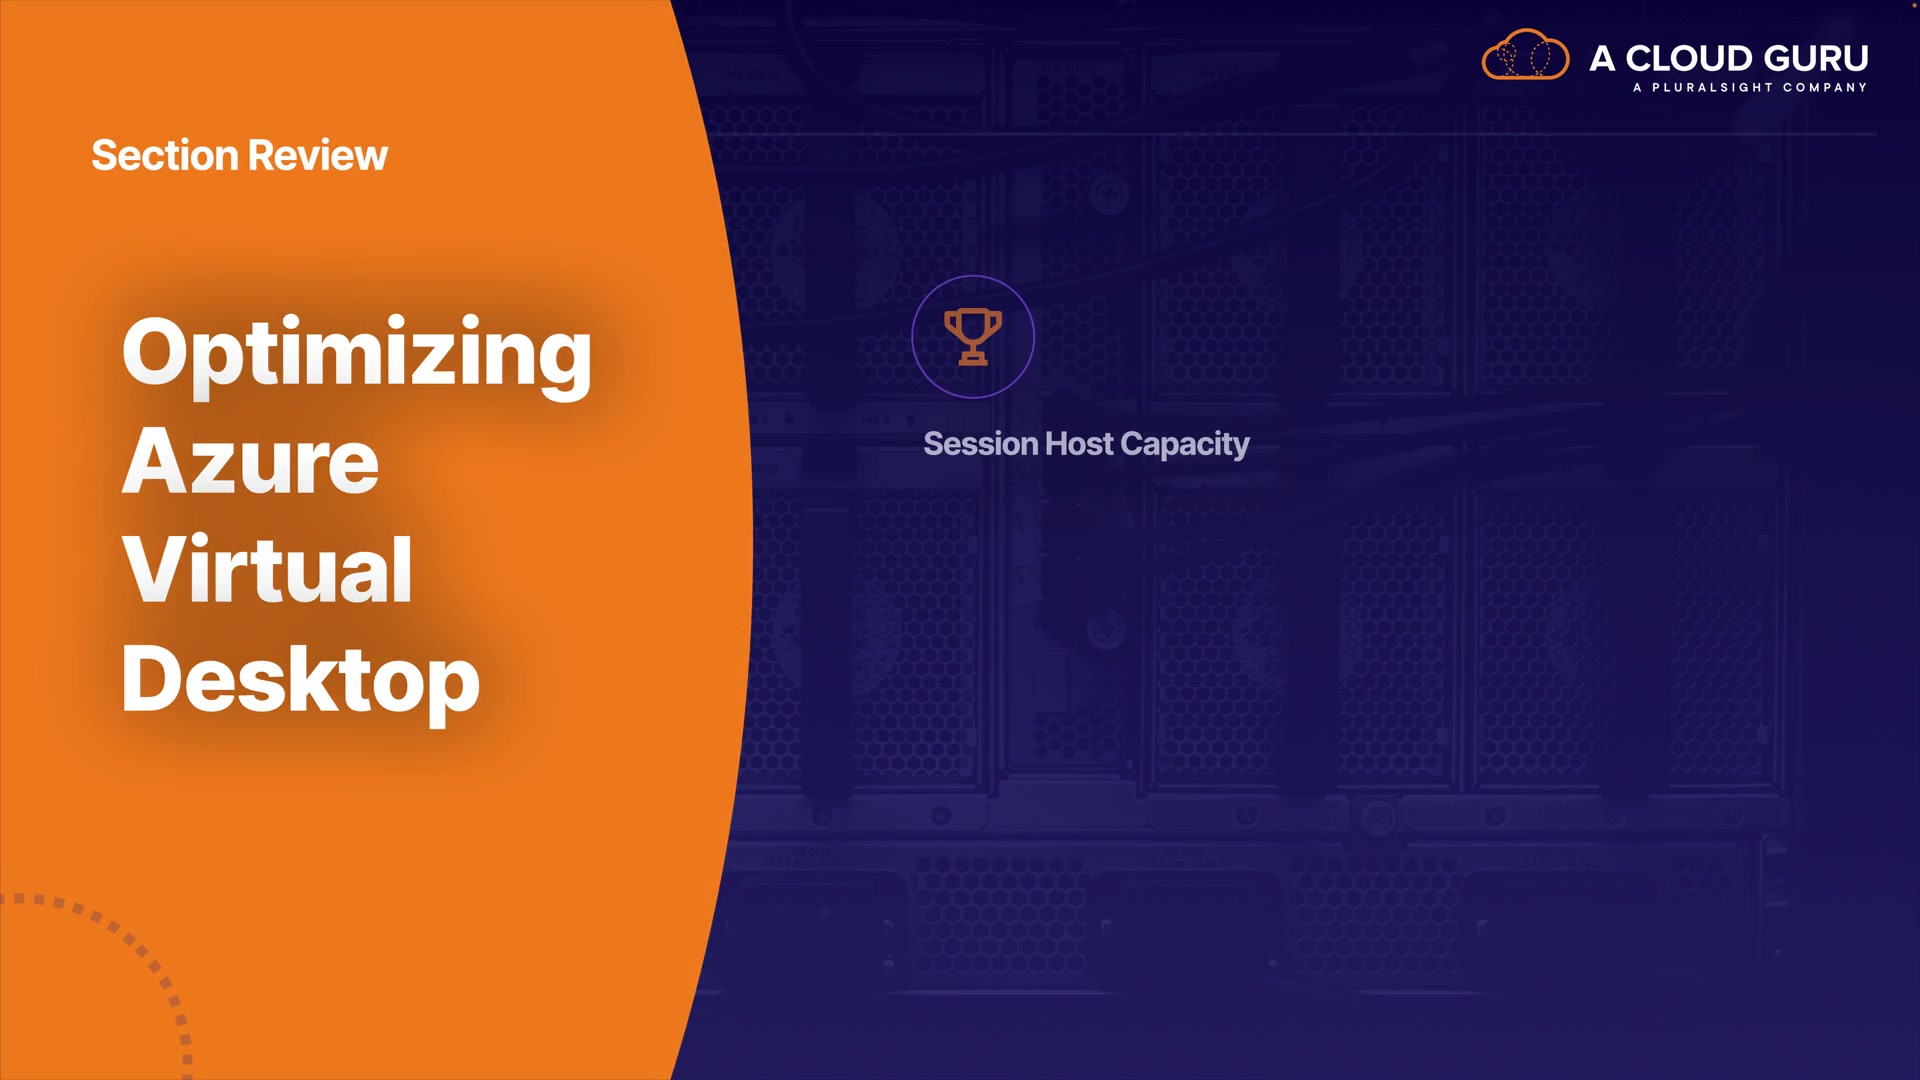 A CLOUD GURU
A PLURALSIGHT COMPANY
Section Review
Optimizing
Azure
Virtual
Desktop
Session Host Capacity